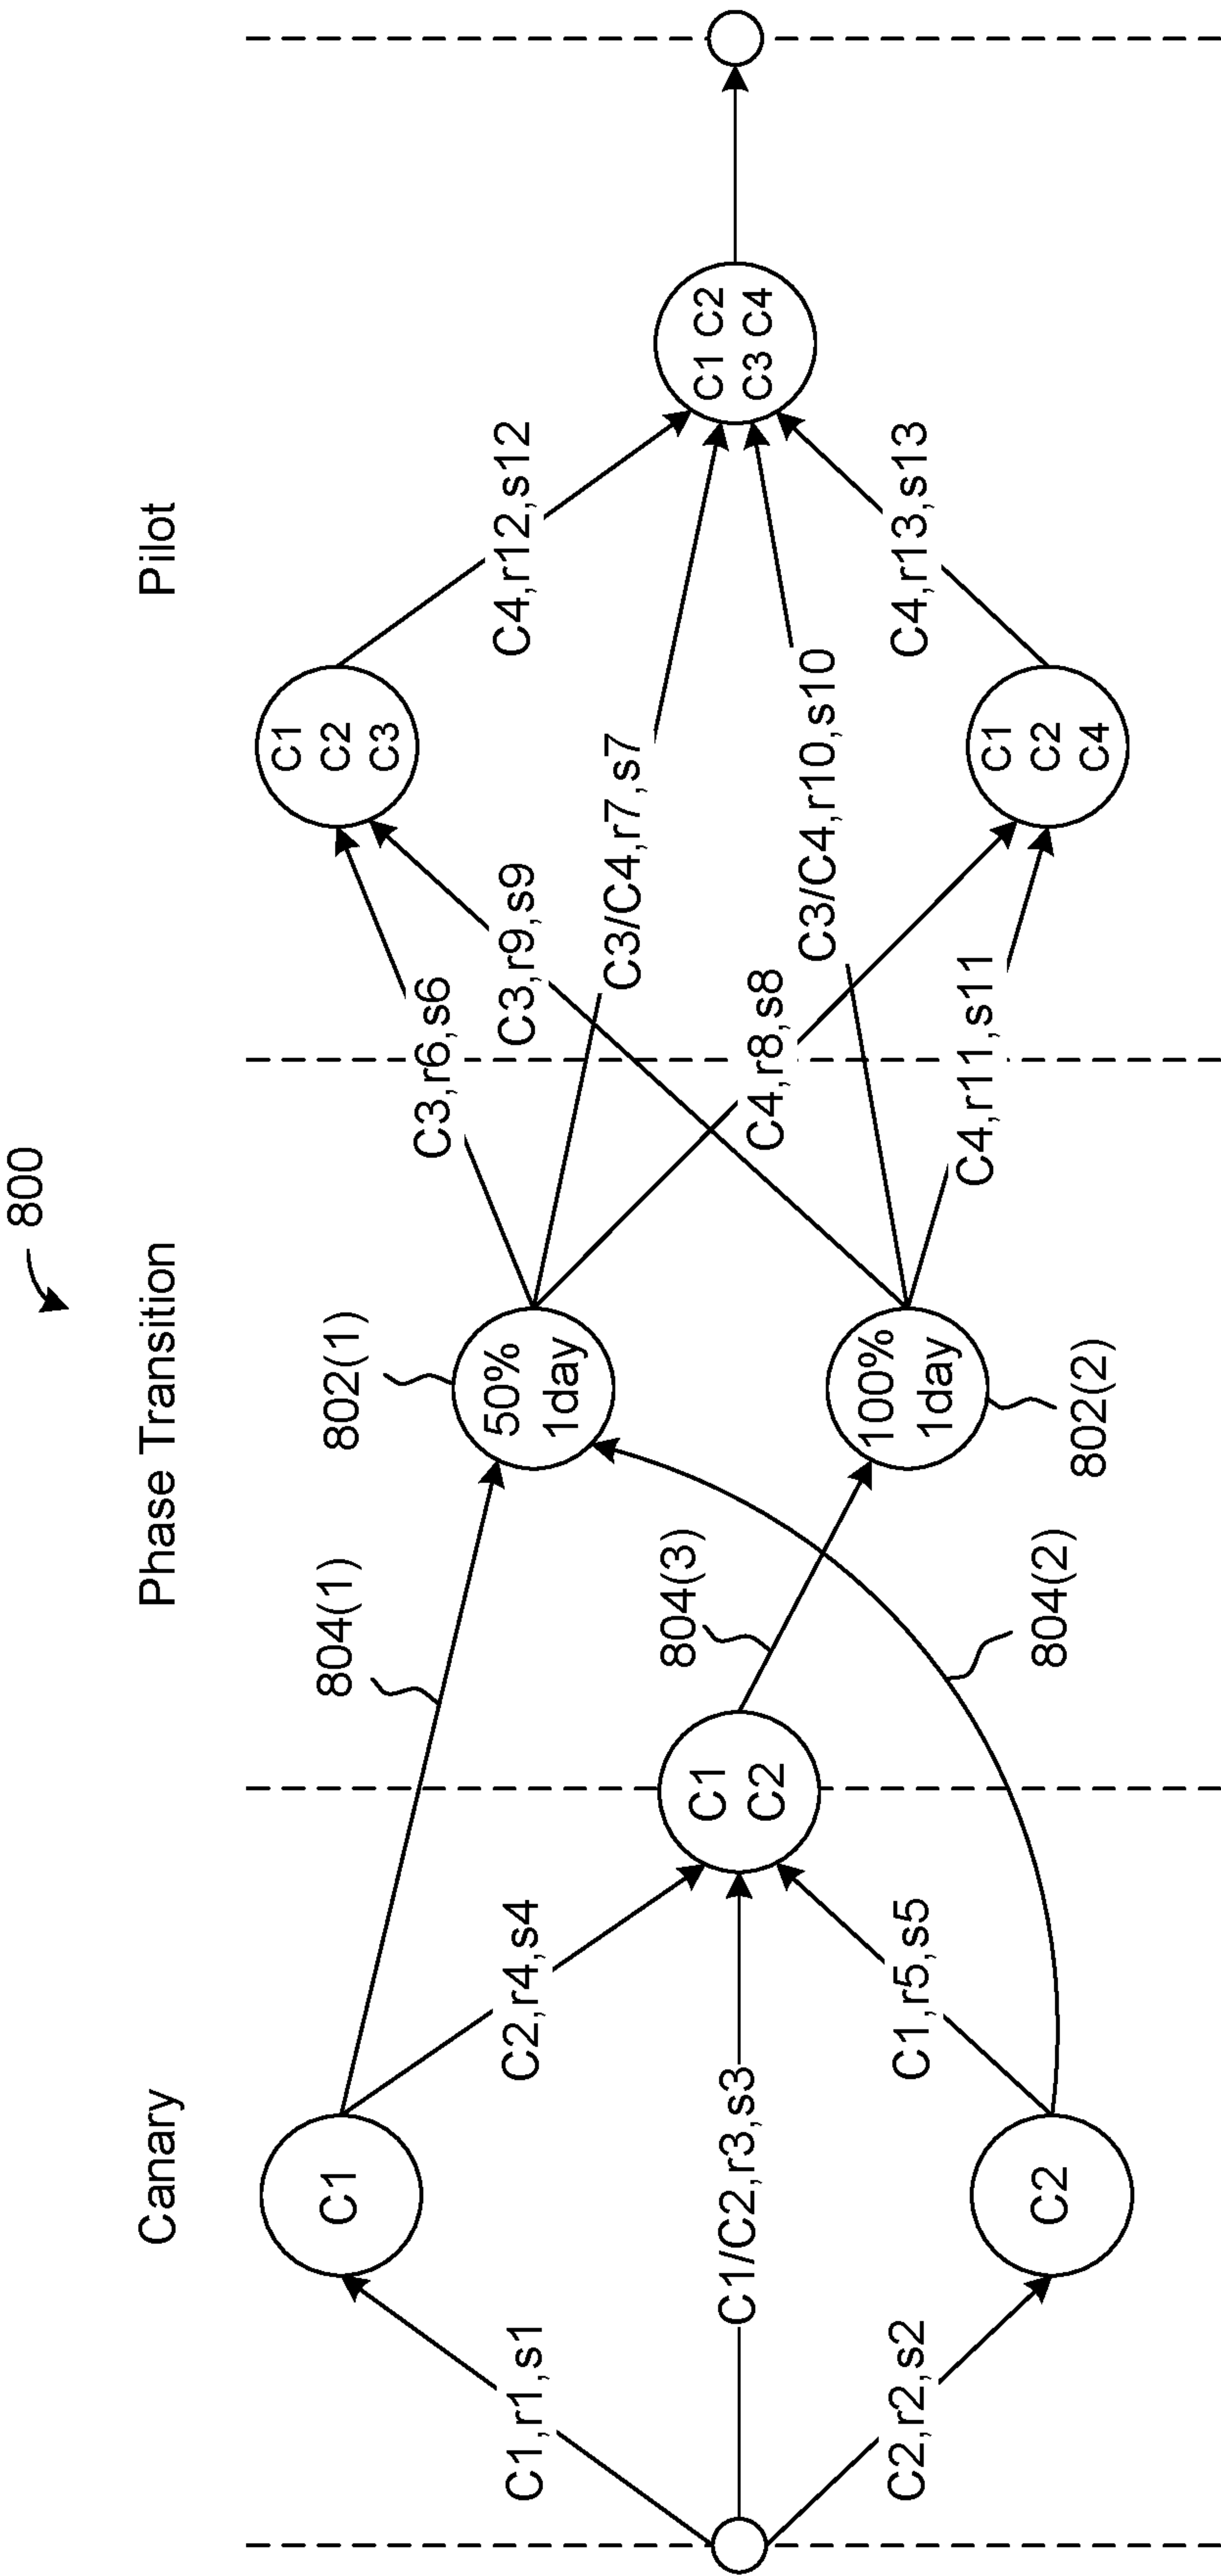 800
Canary
Phase Transition
Pilot
C1,r1,s1
C1/C2,r3,s3
C2,r2,s2
C1
C2
C2,r4,s4
C1,r5,s5
C1
C2
804(1)
804(3)
804(2)
802(1)
50%
1day
100%
1day
802(2)
C3,r6,s6
C3,r9,s9
C3/C4,r7,s7
C4,r8,s8
C3/C4,r10,s10
C4,r11,s11
C1
C2
C3
C1
C2
C4
C4,r12,s12
C4,r13,s13
C1 C2
C3 C4